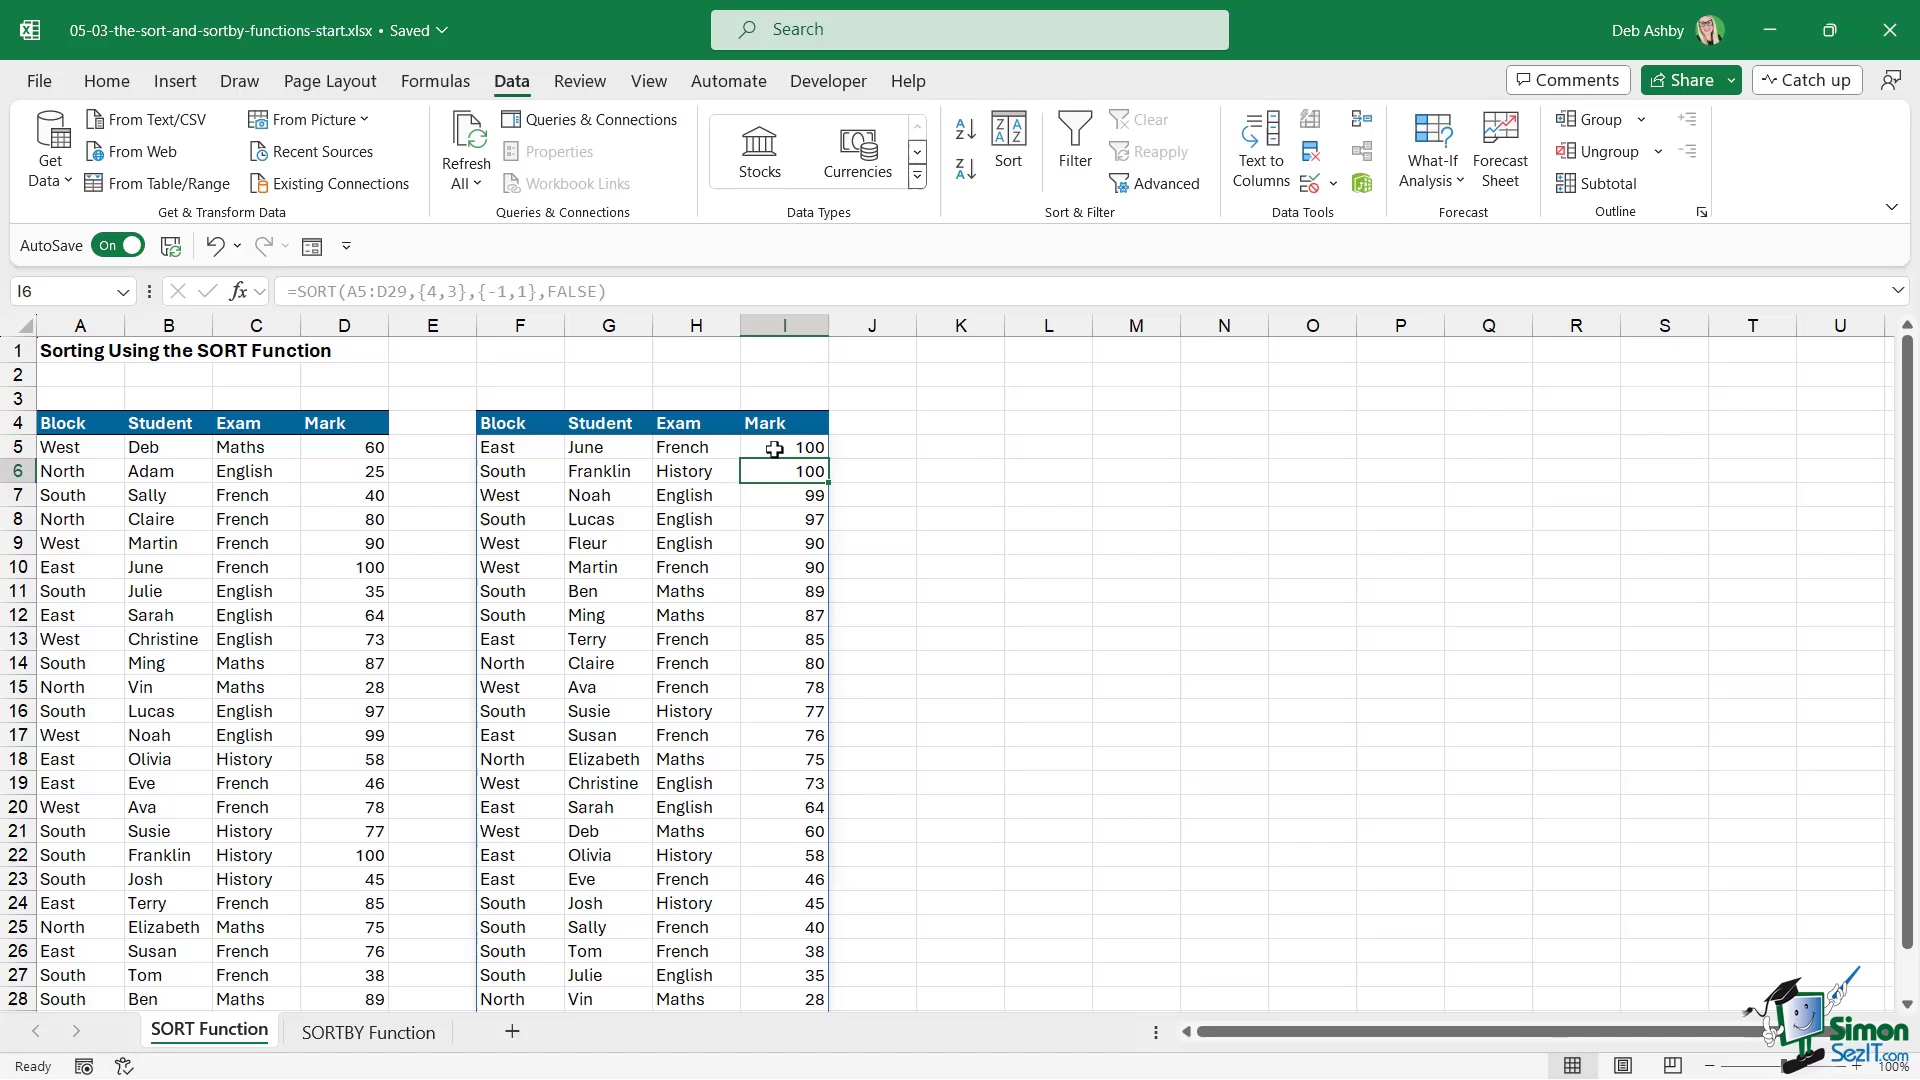 05-03-the-sort-and-sortby-functions-start.xlsx • Saved
Search
Deb Ashby
File Home Insert Draw Page Layout Formulas Data Review View Automate Developer Help
Comments Share Catch up
Get Data
From Text/CSV
From Web
From Table/Range
From Picture
Recent Sources
Existing Connections
Get & Transform Data
Refresh All
Queries & Connections
Properties
Workbook Links
Queries & Connections
Stocks
Currencies
Data Types
Sort
Filter
Clear
Reapply
Advanced
Sort & Filter
Text to Columns
Data Tools
What-If Analysis
Forecast Sheet
Forecast
Group
Ungroup
Subtotal
Outline
AutoSave On
I6 fx =SORT(A5:D29,{4,3},{-1,1},FALSE)
A B C D E F G H I J K L M N O P Q R S T U
1 Sorting Using the SORT Function
2
3
4 Block Student Exam Mark Block Student Exam Mark
5 West Deb Maths 60 East June French 100
6 North Adam English 25 South Franklin History 100
7 South Sally French 40 West Noah English 99
8 North Claire French 80 South Lucas English 97
9 West Martin French 90 West Fleur English 90
10 East June French 100 West Martin French 90
11 South Julie English 35 South Ben Maths 89
12 East Sarah English 64 South Ming Maths 87
13 West Christine English 73 East Terry French 85
14 South Ming Maths 87 North Claire French 80
15 North Vin Maths 28 West Ava French 78
16 South Lucas English 97 South Susie History 77
17 West Noah English 99 East Susan French 76
18 East Olivia History 58 North Elizabeth Maths 75
19 East Eve French 46 West Christine English 73
20 West Ava French 78 East Sarah English 64
21 South Susie History 77 West Deb Maths 60
22 South Franklin History 100 East Olivia History 58
23 South Josh History 45 East Eve French 46
24 East Terry French 85 South Josh History 45
25 North Elizabeth Maths 75 South Sally French 40
26 East Susan French 76 South Tom French 38
27 South Tom French 38 South Julie English 35
28 South Ben Maths 89 North Vin Maths 28
SORT Function SORTBY Function
Ready
100%
Simon
SezIT.com